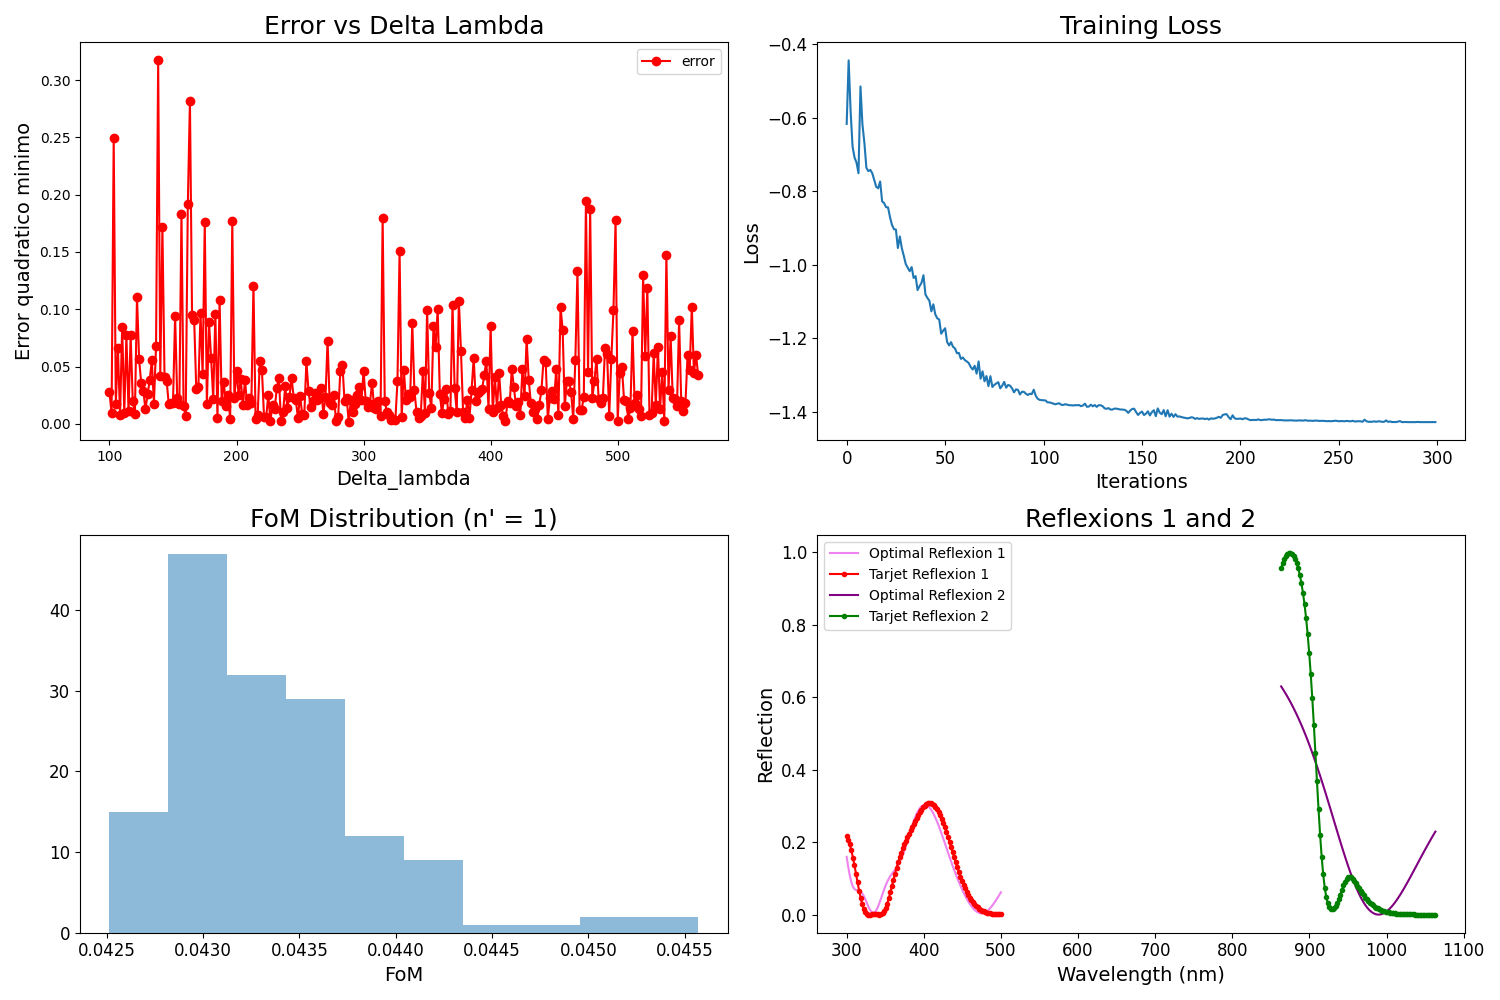 Error vs Delta Lambda
error
Error quadratico minimo
0.30
0.25
0.20
0.15
0.10
0.05
0.00
100 200 300 400 500
Delta_lambda
Training Loss
Loss
−0.4
−0.6
−0.8
−1.0
−1.2
−1.4
0 50 100 150 200 250 300
Iterations
FoM Distribution (n' = 1)
40
30
20
10
0
0.0425 0.0430 0.0435 0.0440 0.0445 0.0450 0.0455
FoM
Reflexions 1 and 2
Optimal Reflexion 1
Tarjet Reflexion 1
Optimal Reflexion 2
Tarjet Reflexion 2
Reflection
1.0
0.8
0.6
0.4
0.2
0.0
300 400 500 600 700 800 900 1000 1100
Wavelength (nm)